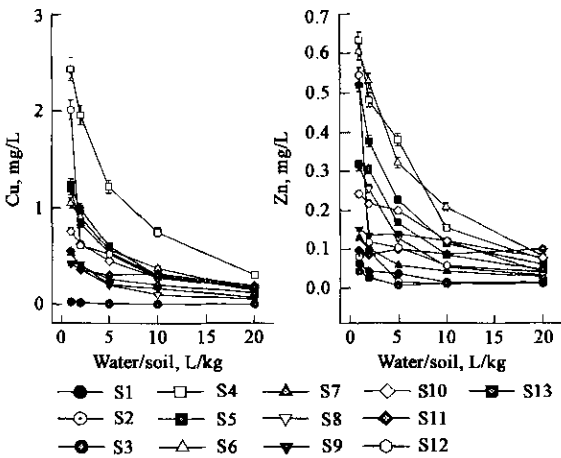 3
2
1
0
Cu, mg/L
0 5 10 15 20
Water/soil, L/kg
0.7
0.6
0.5
0.4
0.3
0.2
0.1
0.0
Zn, mg/L
0 5 10 15 20
Water/soil, L/kg
S1 S4 S7 S10 S13
S2 S5 S8 S11
S3 S6 S9 S12